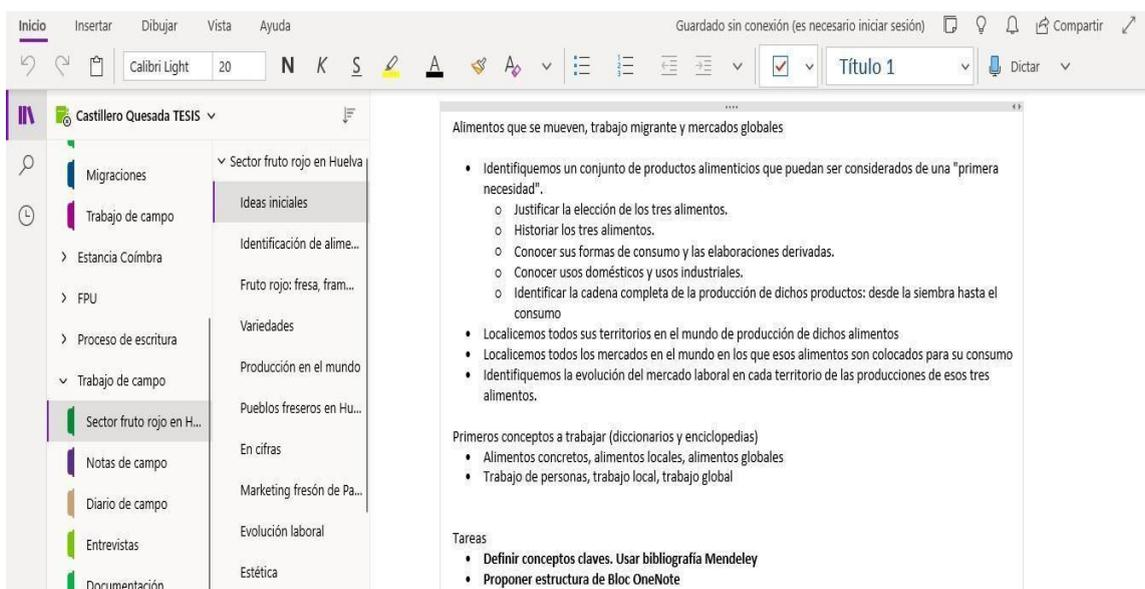 Inicio Insertar Dibujar Vista Ayuda Guardado sin conexión (es necesario iniciar sesión) Compartir
Calibri Light 20 N K S A A Título 1 Dictar
Castillero Quesada TESIS
Migraciones
Trabajo de campo
Estancia Coímbra
FPU
Proceso de escritura
Trabajo de campo
Sector fruto rojo en H...
Notas de campo
Diario de campo
Entrevistas
Documentación
Sector fruto rojo en Huelva
Ideas iniciales
Identificación de alime...
Fruto rojo: fresa, fram...
Variedades
Producción en el mundo
Pueblos freseros en Hu...
En cifras
Marketing fresón de Pa...
Evolución laboral
Estética
Alimentos que se mueven, trabajo migrante y mercados globales
• Identifiquemos un conjunto de productos alimenticios que puedan ser considerados de una "primera
necesidad".
o Justificar la elección de los tres alimentos.
o Historiar los tres alimentos.
o Conocer sus formas de consumo y las elaboraciones derivadas.
o Conocer usos domésticos y usos industriales.
o Identificar la cadena completa de la producción de dichos productos: desde la siembra hasta el
consumo
• Localicemos todos sus territorios en el mundo de producción de dichos alimentos
• Localicemos todos los mercados en el mundo en los que esos alimentos son colocados para su consumo
• Identifiquemos la evolución del mercado laboral en cada territorio de las producciones de esos tres
alimentos.
Primeros conceptos a trabajar (diccionarios y enciclopedias)
• Alimentos concretos, alimentos locales, alimentos globales
• Trabajo de personas, trabajo local, trabajo global
Tareas
• Definir conceptos claves. Usar bibliografía Mendeley
• Proponer estructura de Bloc OneNote